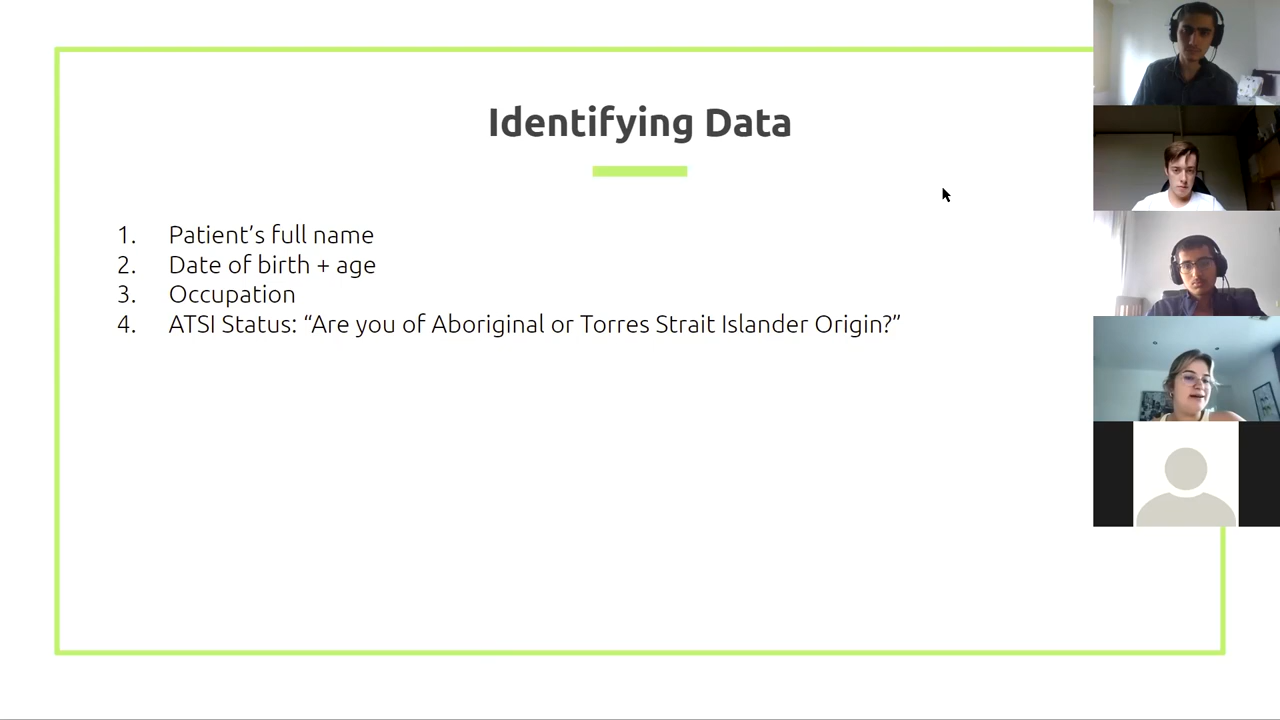 Identifying Data
1. Patient’s full name
2. Date of birth + age
3. Occupation
4. ATSI Status: “Are you of Aboriginal or Torres Strait Islander Origin?”